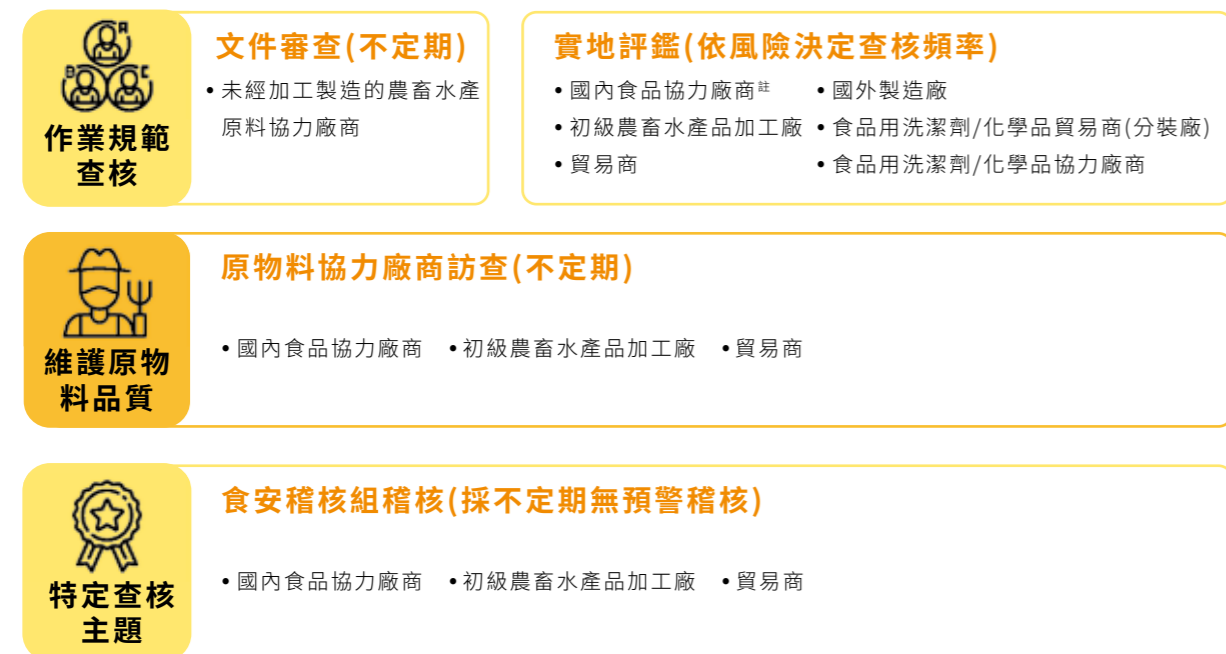 A
B C
作業規範
查核
文件審查(不定期)
•未經加工製造的農畜水產
原料協力廠商
實地評鑑(依風險決定查核頻率)
•國內食品協力廠商註
•初級農畜水產品加工廠
•貿易商
•國外製造廠
•食品用洗潔劑/化學品貿易商(分裝廠)
•食品用洗潔劑/化學品協力廠商
維護原物
料品質
原物料協力廠商訪查(不定期)
•國內食品協力廠商 •初級農畜水產品加工廠 •貿易商
特定查核
主題
食安稽核組稽核(採不定期無預警稽核)
•國內食品協力廠商 •初級農畜水產品加工廠 •貿易商